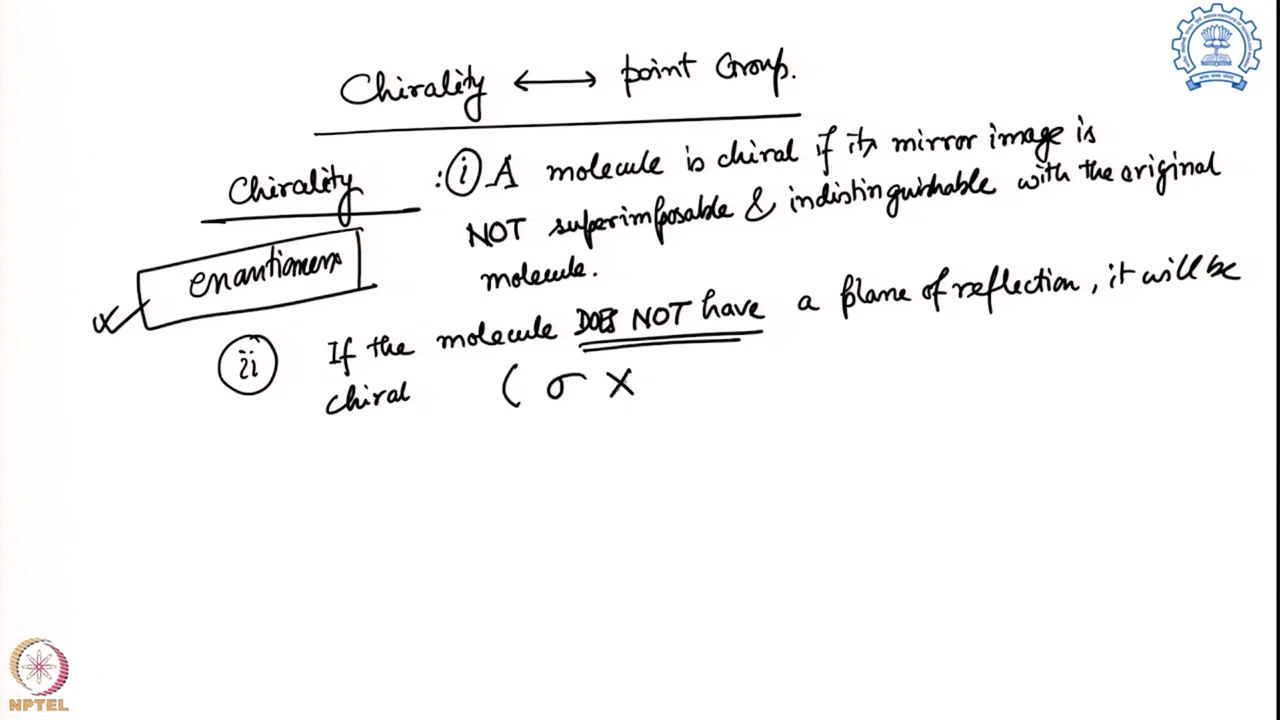 Chirality ⟷ point Group.
Chirality : (i) A molecule is chiral if its mirror image is
NOT superimposable & indistinguishable with the original
molecule.
enantiomers
(ii) If the molecule DOES NOT have a plane of reflection, it will be
chiral ( σ X
NPTEL